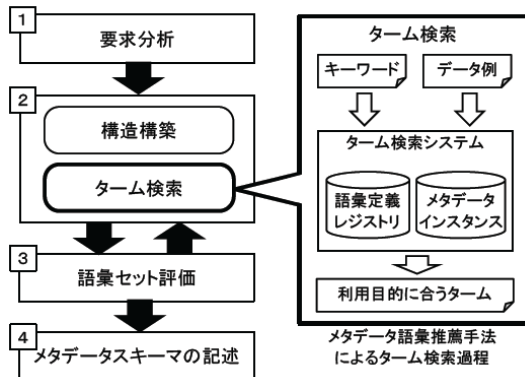 1
要求分析
2
構造構築
ターム検索
3
語彙セット評価
4
メタデータスキーマの記述
ターム検索
キーワード
データ例
ターム検索システム
語彙定義
レジストリ
メタデータ
インスタンス
利用目的に合うターム
メタデータ語彙推薦手法
によるターム検索過程